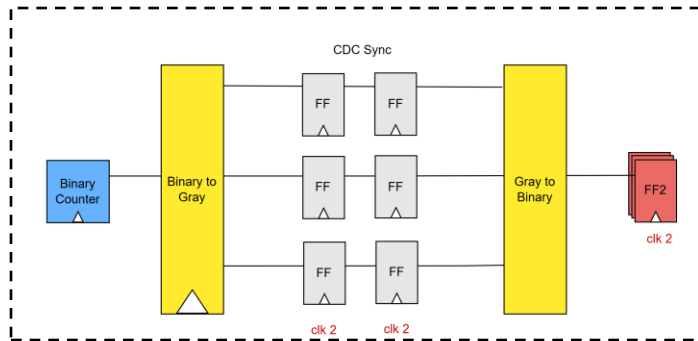 CDC Sync
FF
FF
Binary
Counter
Binary to
Gray
FF
FF
Gray to
Binary
FF2
clk 2
FF
FF
clk 2
clk 2